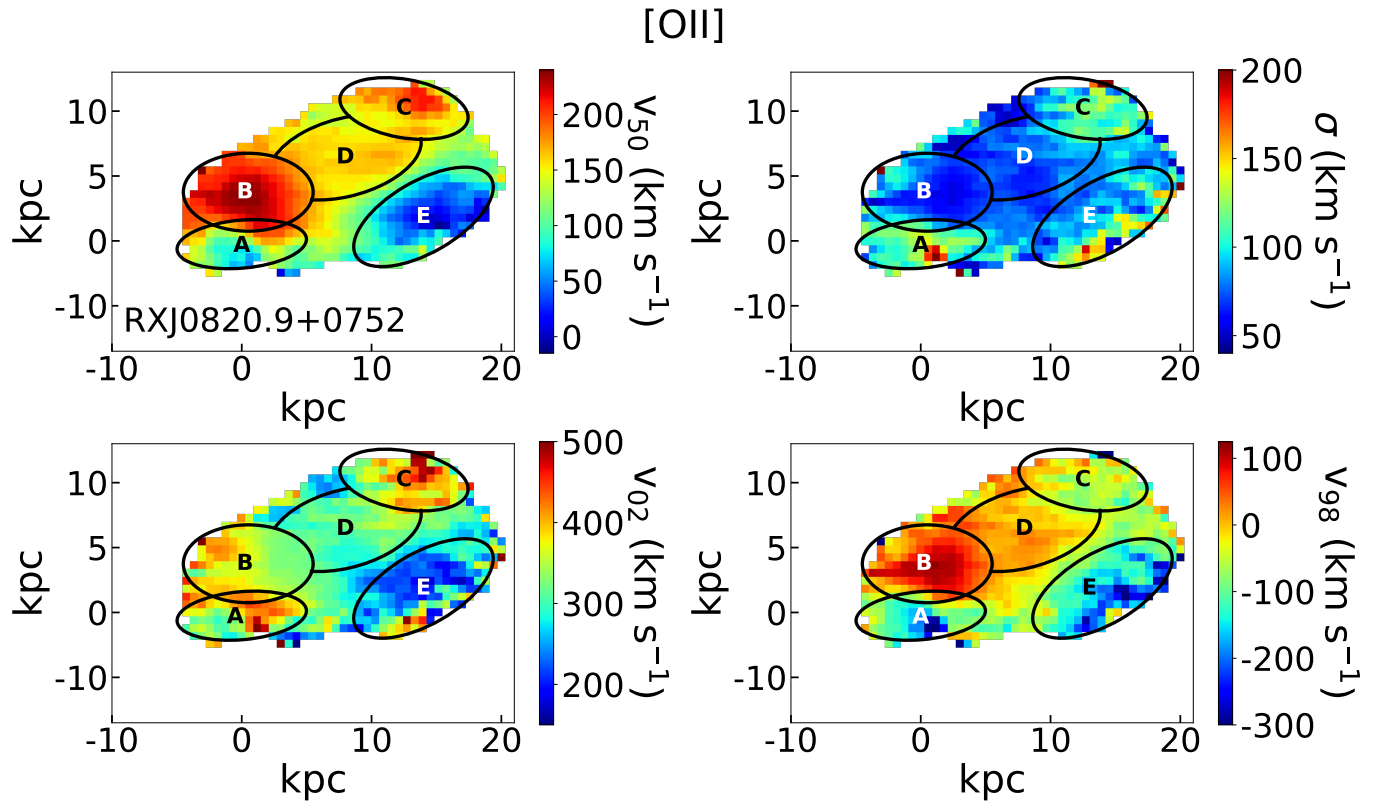 [OII]
10
5
0
-10
-10
0
10
20
kpc
kpc
A
B
C
D
E
RXJ0820.9+0752
200
150
100
50
0
v₅₀ (km s⁻¹)
10
5
0
-10
-10
0
10
20
kpc
kpc
A
B
C
D
E
200
150
100
50
σ (km s⁻¹)
10
5
0
-10
-10
0
10
20
kpc
kpc
A
B
C
D
E
500
400
300
200
v₀₂ (km s⁻¹)
10
5
0
-10
-10
0
10
20
kpc
kpc
A
B
C
D
E
100
0
-100
-200
-300
v₉₈ (km s⁻¹)